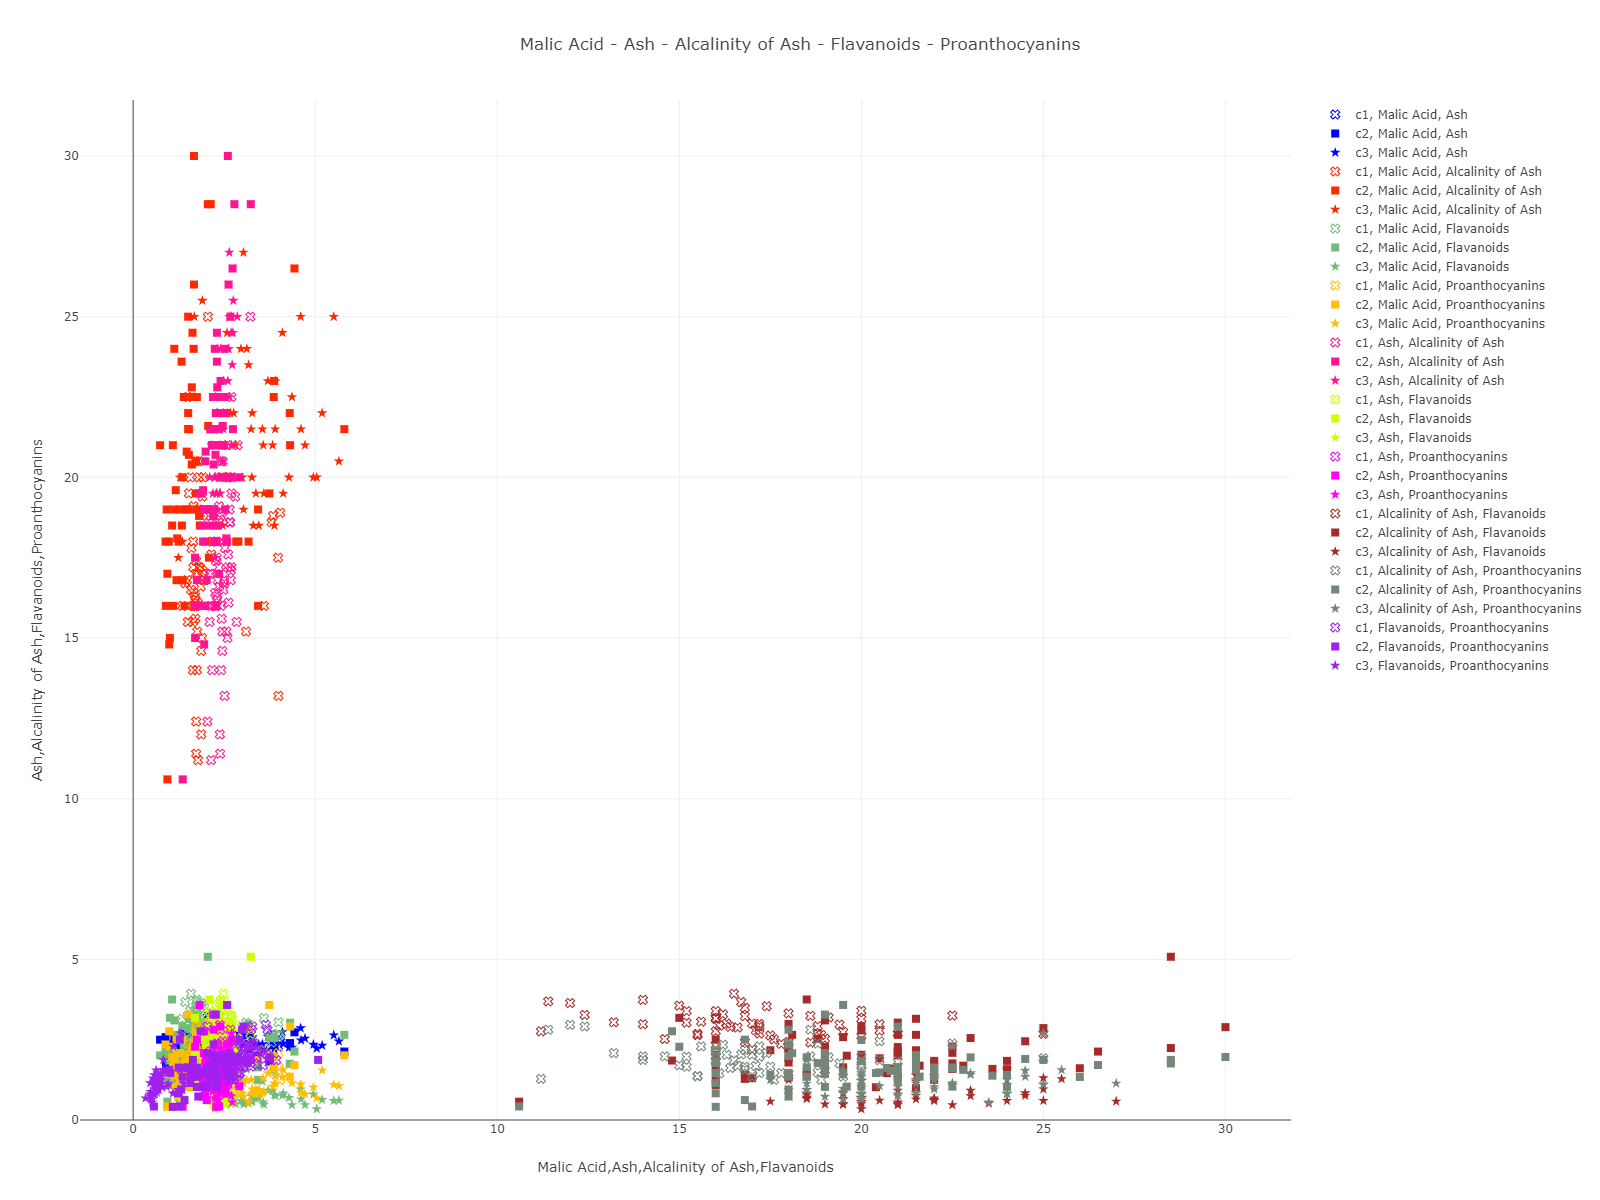 Malic Acid - Ash - Alcalinity of Ash - Flavanoids - Proanthocyanins
Ash,Alcalinity of Ash,Flavanoids,Proanthocyanins
30
25
20
15
10
5
0
0 5 10 15 20 25 30
Malic Acid,Ash,Alcalinity of Ash,Flavanoids
c1, Malic Acid, Ash
c2, Malic Acid, Ash
c3, Malic Acid, Ash
c1, Malic Acid, Alcalinity of Ash
c2, Malic Acid, Alcalinity of Ash
c3, Malic Acid, Alcalinity of Ash
c1, Malic Acid, Flavanoids
c2, Malic Acid, Flavanoids
c3, Malic Acid, Flavanoids
c1, Malic Acid, Proanthocyanins
c2, Malic Acid, Proanthocyanins
c3, Malic Acid, Proanthocyanins
c1, Ash, Alcalinity of Ash
c2, Ash, Alcalinity of Ash
c3, Ash, Alcalinity of Ash
c1, Ash, Flavanoids
c2, Ash, Flavanoids
c3, Ash, Flavanoids
c1, Ash, Proanthocyanins
c2, Ash, Proanthocyanins
c3, Ash, Proanthocyanins
c1, Alcalinity of Ash, Flavanoids
c2, Alcalinity of Ash, Flavanoids
c3, Alcalinity of Ash, Flavanoids
c1, Alcalinity of Ash, Proanthocyanins
c2, Alcalinity of Ash, Proanthocyanins
c3, Alcalinity of Ash, Proanthocyanins
c1, Flavanoids, Proanthocyanins
c2, Flavanoids, Proanthocyanins
c3, Flavanoids, Proanthocyanins